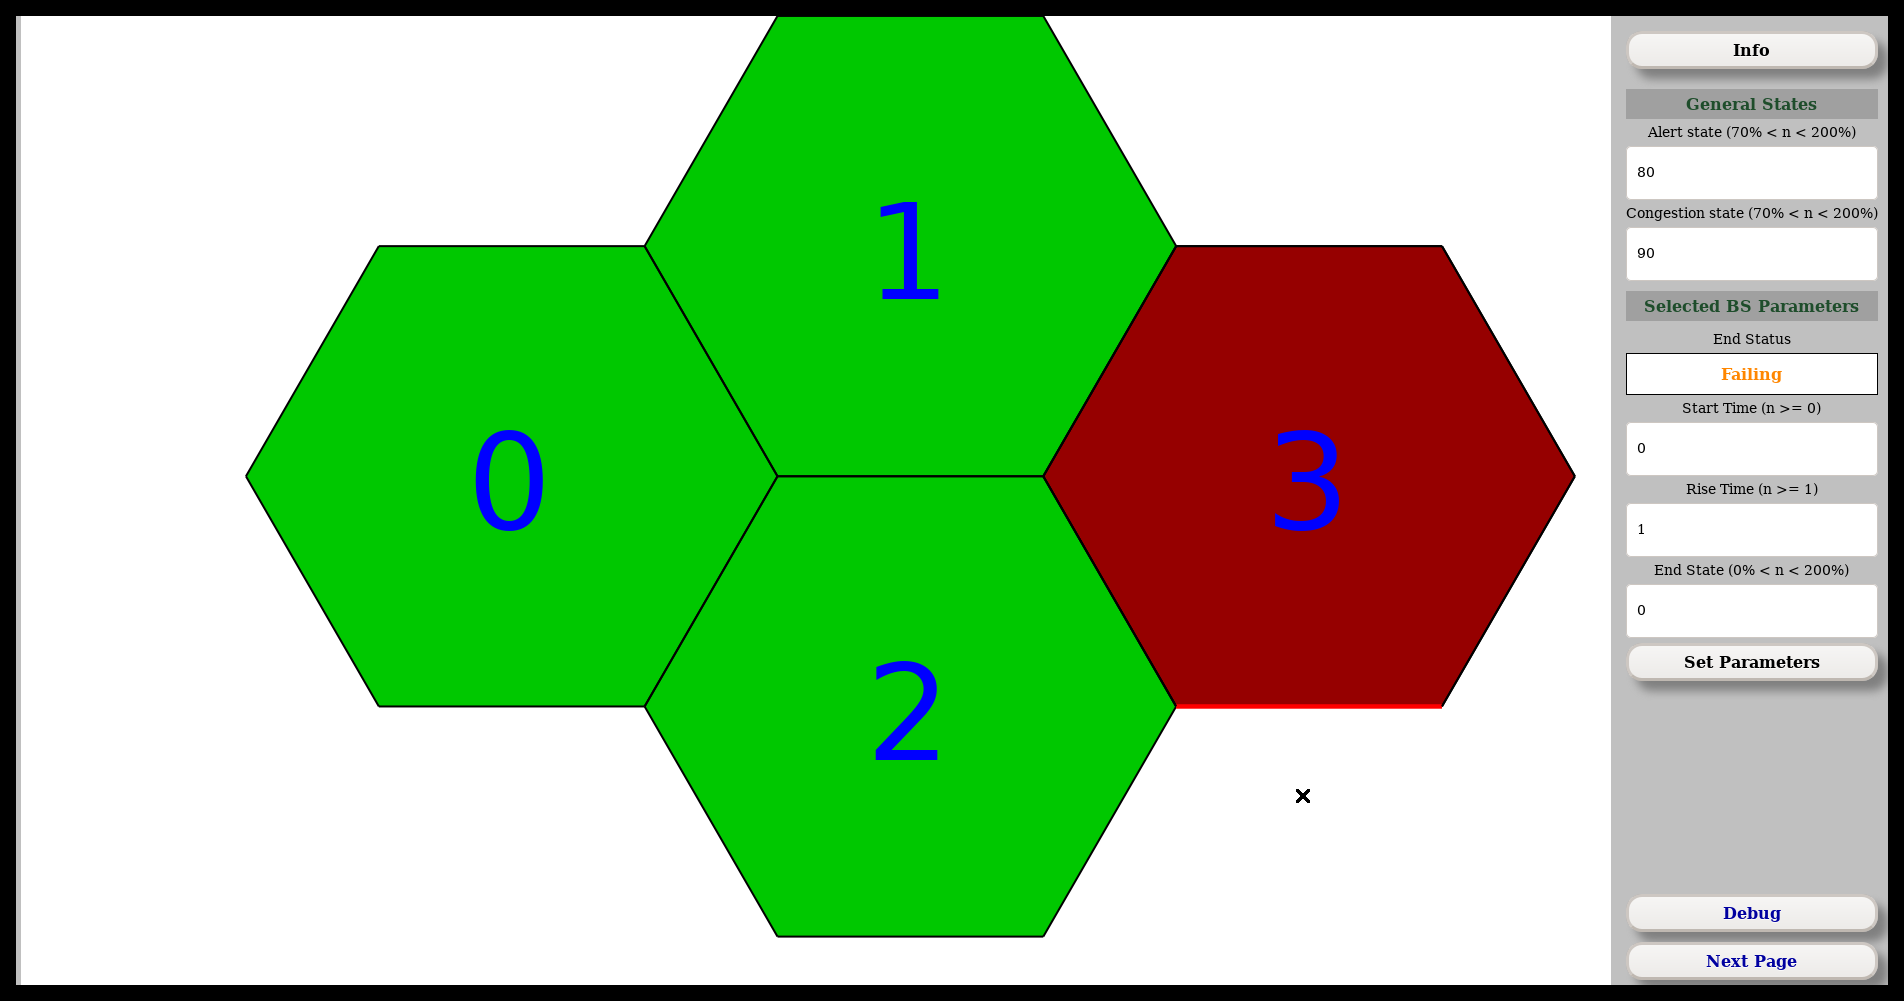 1
0
3
2
Info
General States
Alert state (70% < n < 200%)
80
Congestion state (70% < n < 200%)
90
Selected BS Parameters
End Status
Failing
Start Time (n >= 0)
0
Rise Time (n >= 1)
1
End State (0% < n < 200%)
0
Set Parameters
Debug
Next Page